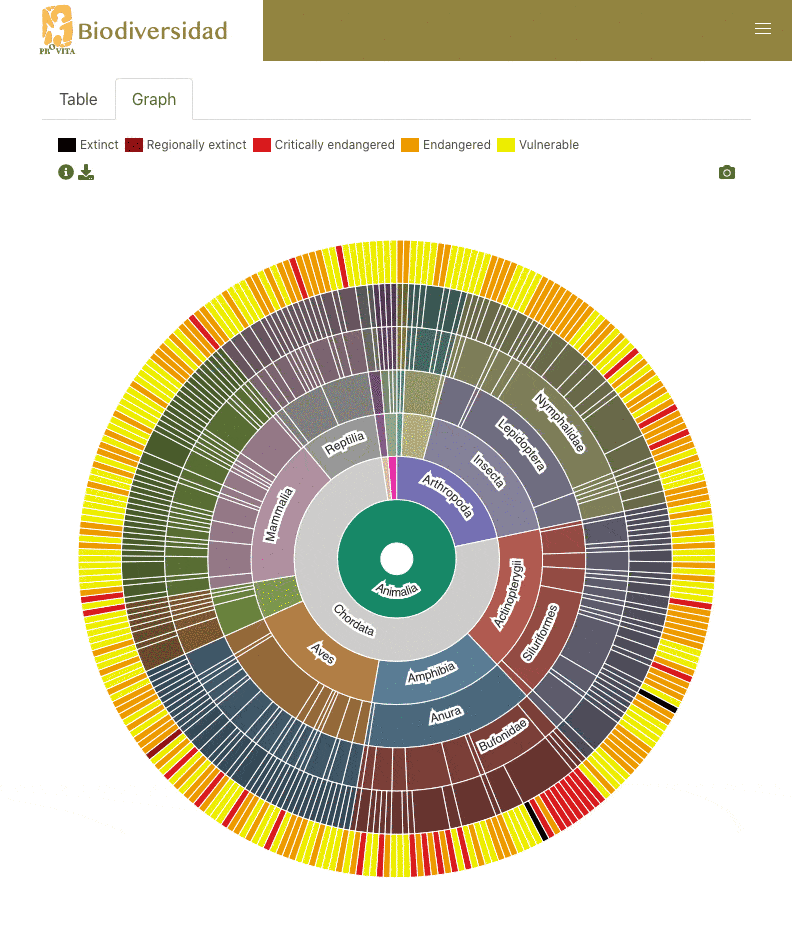 Biodiversidad
PROVITA
Table
Graph
Extinct
Regionally extinct
Critically endangered
Endangered
Vulnerable
Nymphalidae
Lepidoptera
Insecta
Arthropoda
Reptilia
Mammalia
Animalia
Chordata
Actinopterygii
Siluriformes
Aves
Amphibia
Anura
Bufonidae